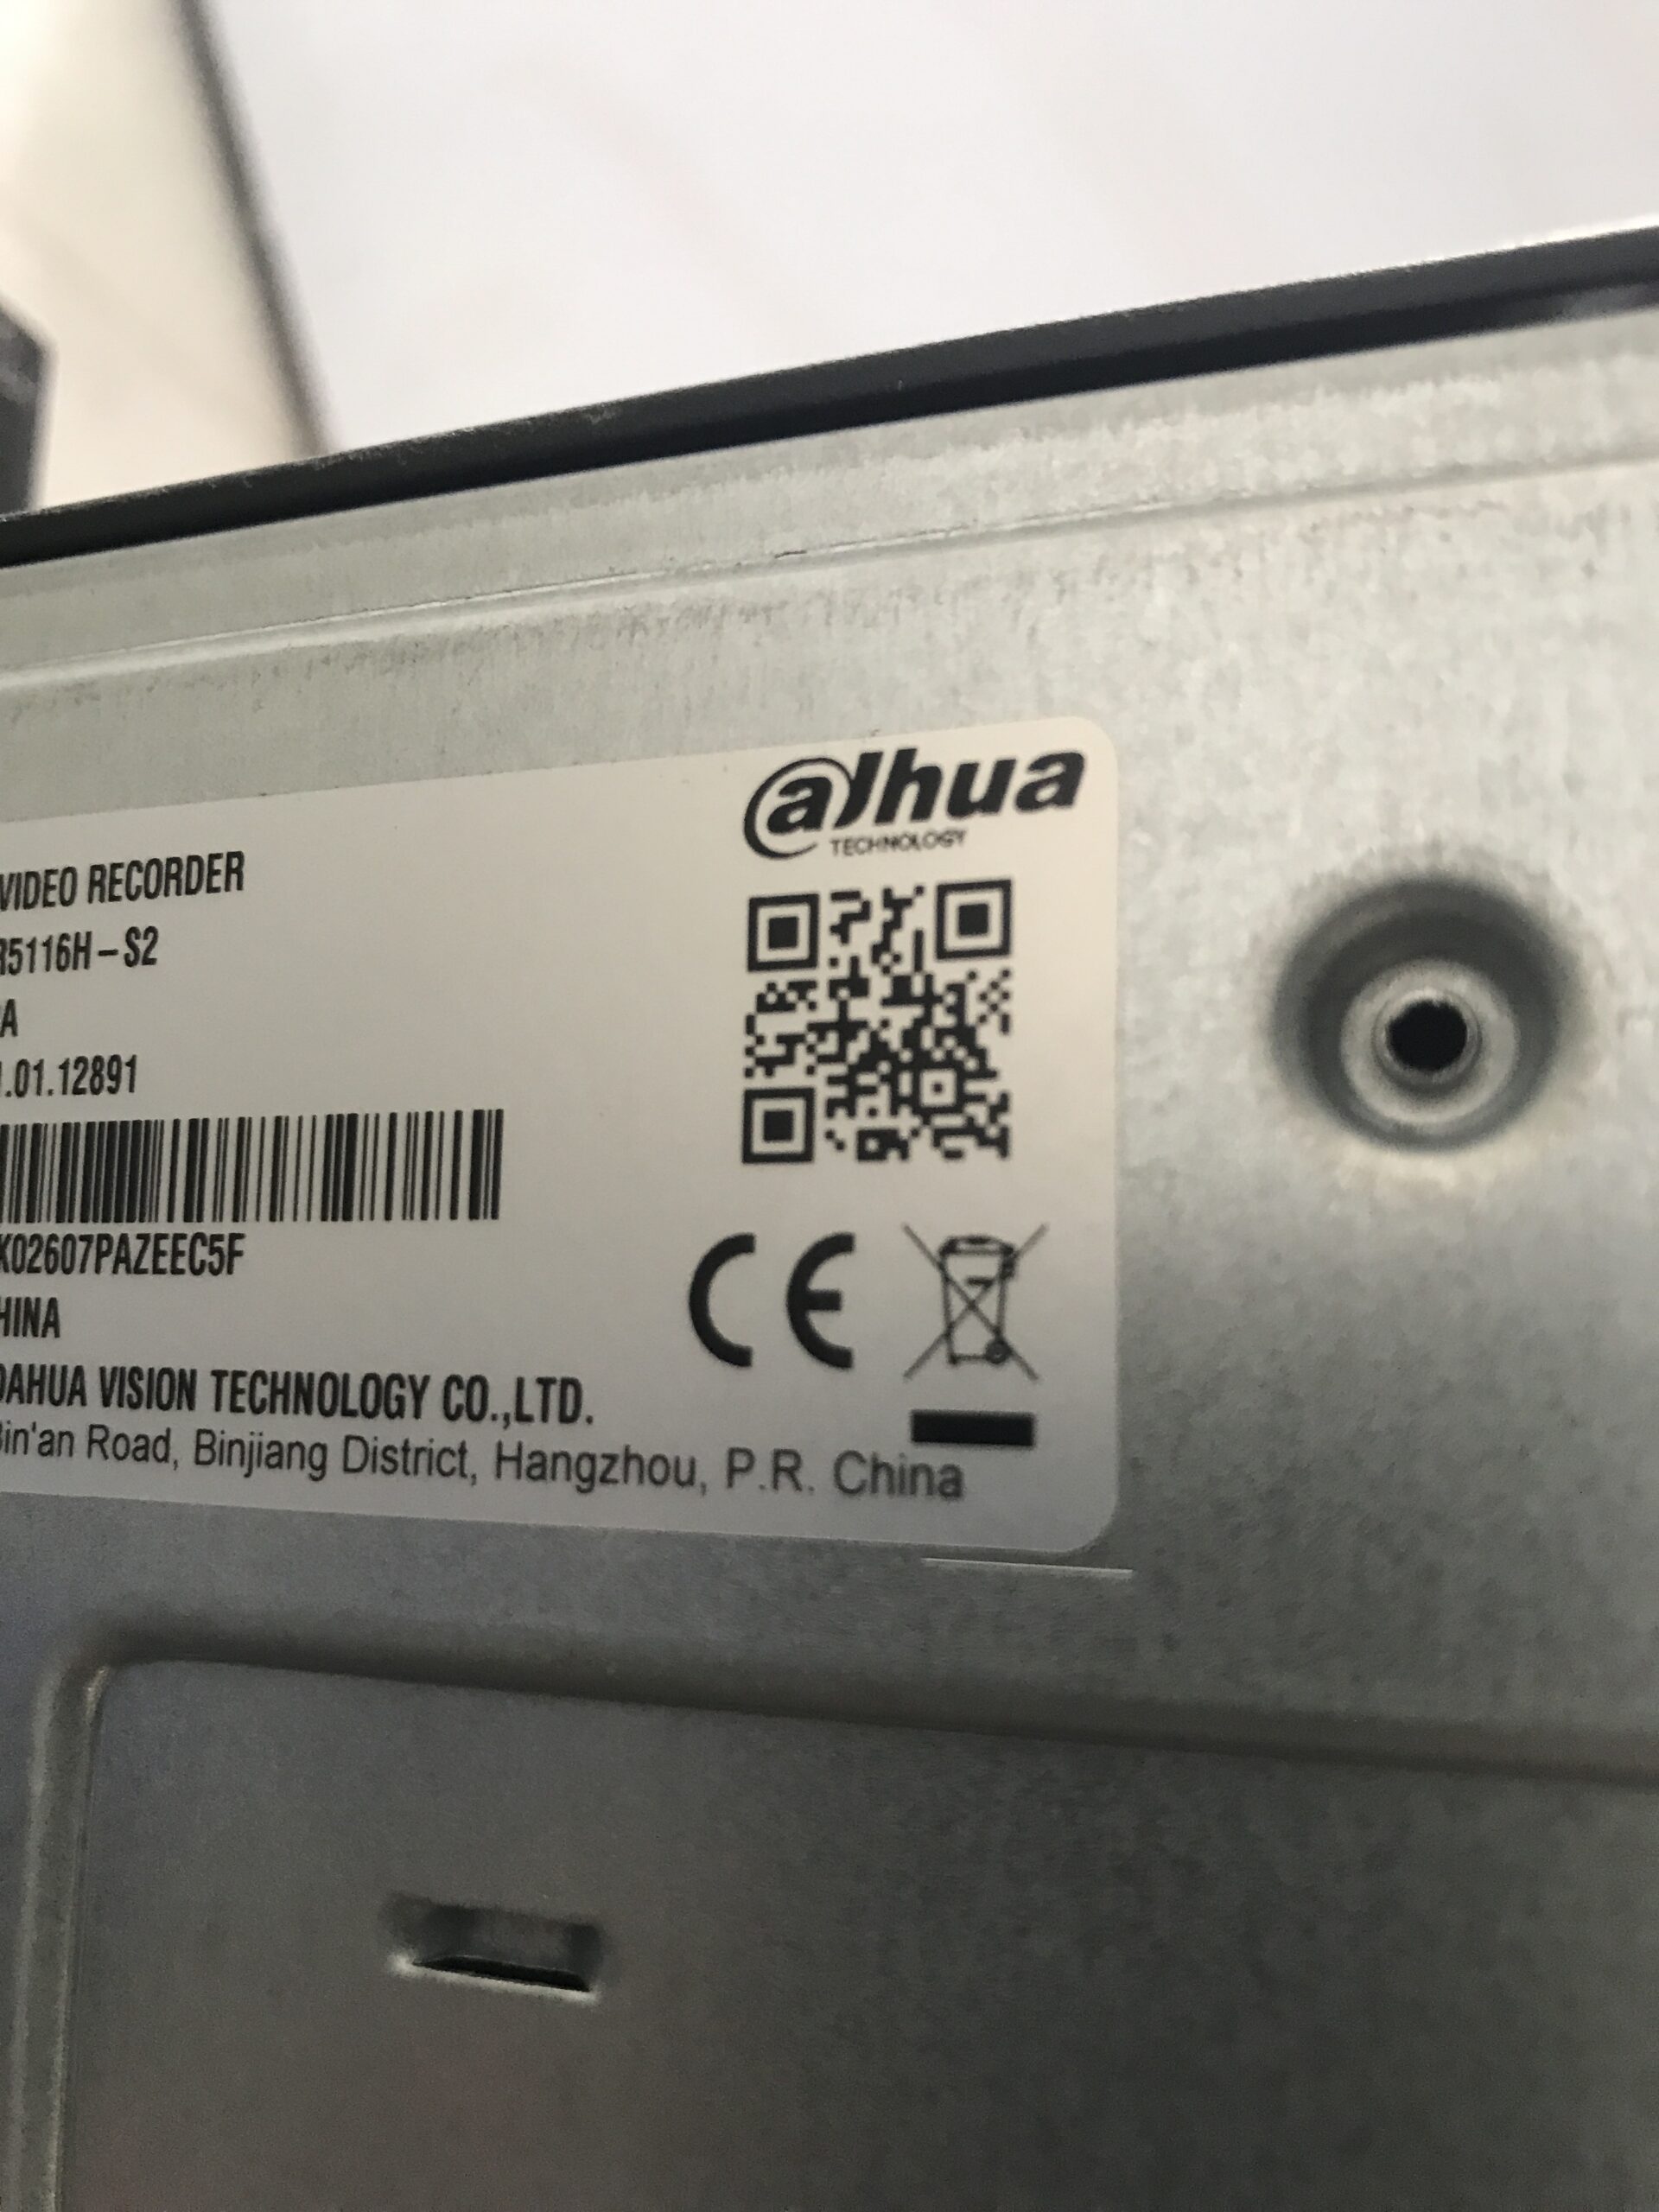 alhua
TECHNOLOGY
VIDEO RECORDER
R5116H-S2
A
.01.12891
K02607PAZEEC5F
HINA
DAHUA VISION TECHNOLOGY CO.,LTD.
Bin'an Road, Binjiang District, Hangzhou, P.R. China
CE